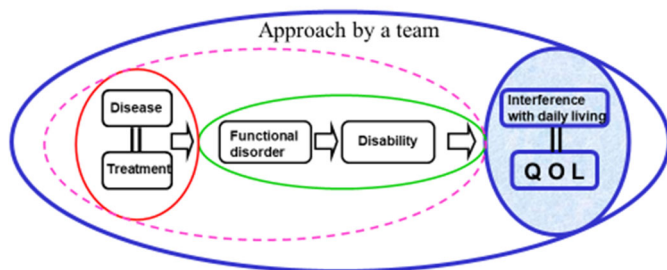 Approach by a team
Disease
Treatment
Functional
disorder
Disability
Interference
with daily living
Q O L